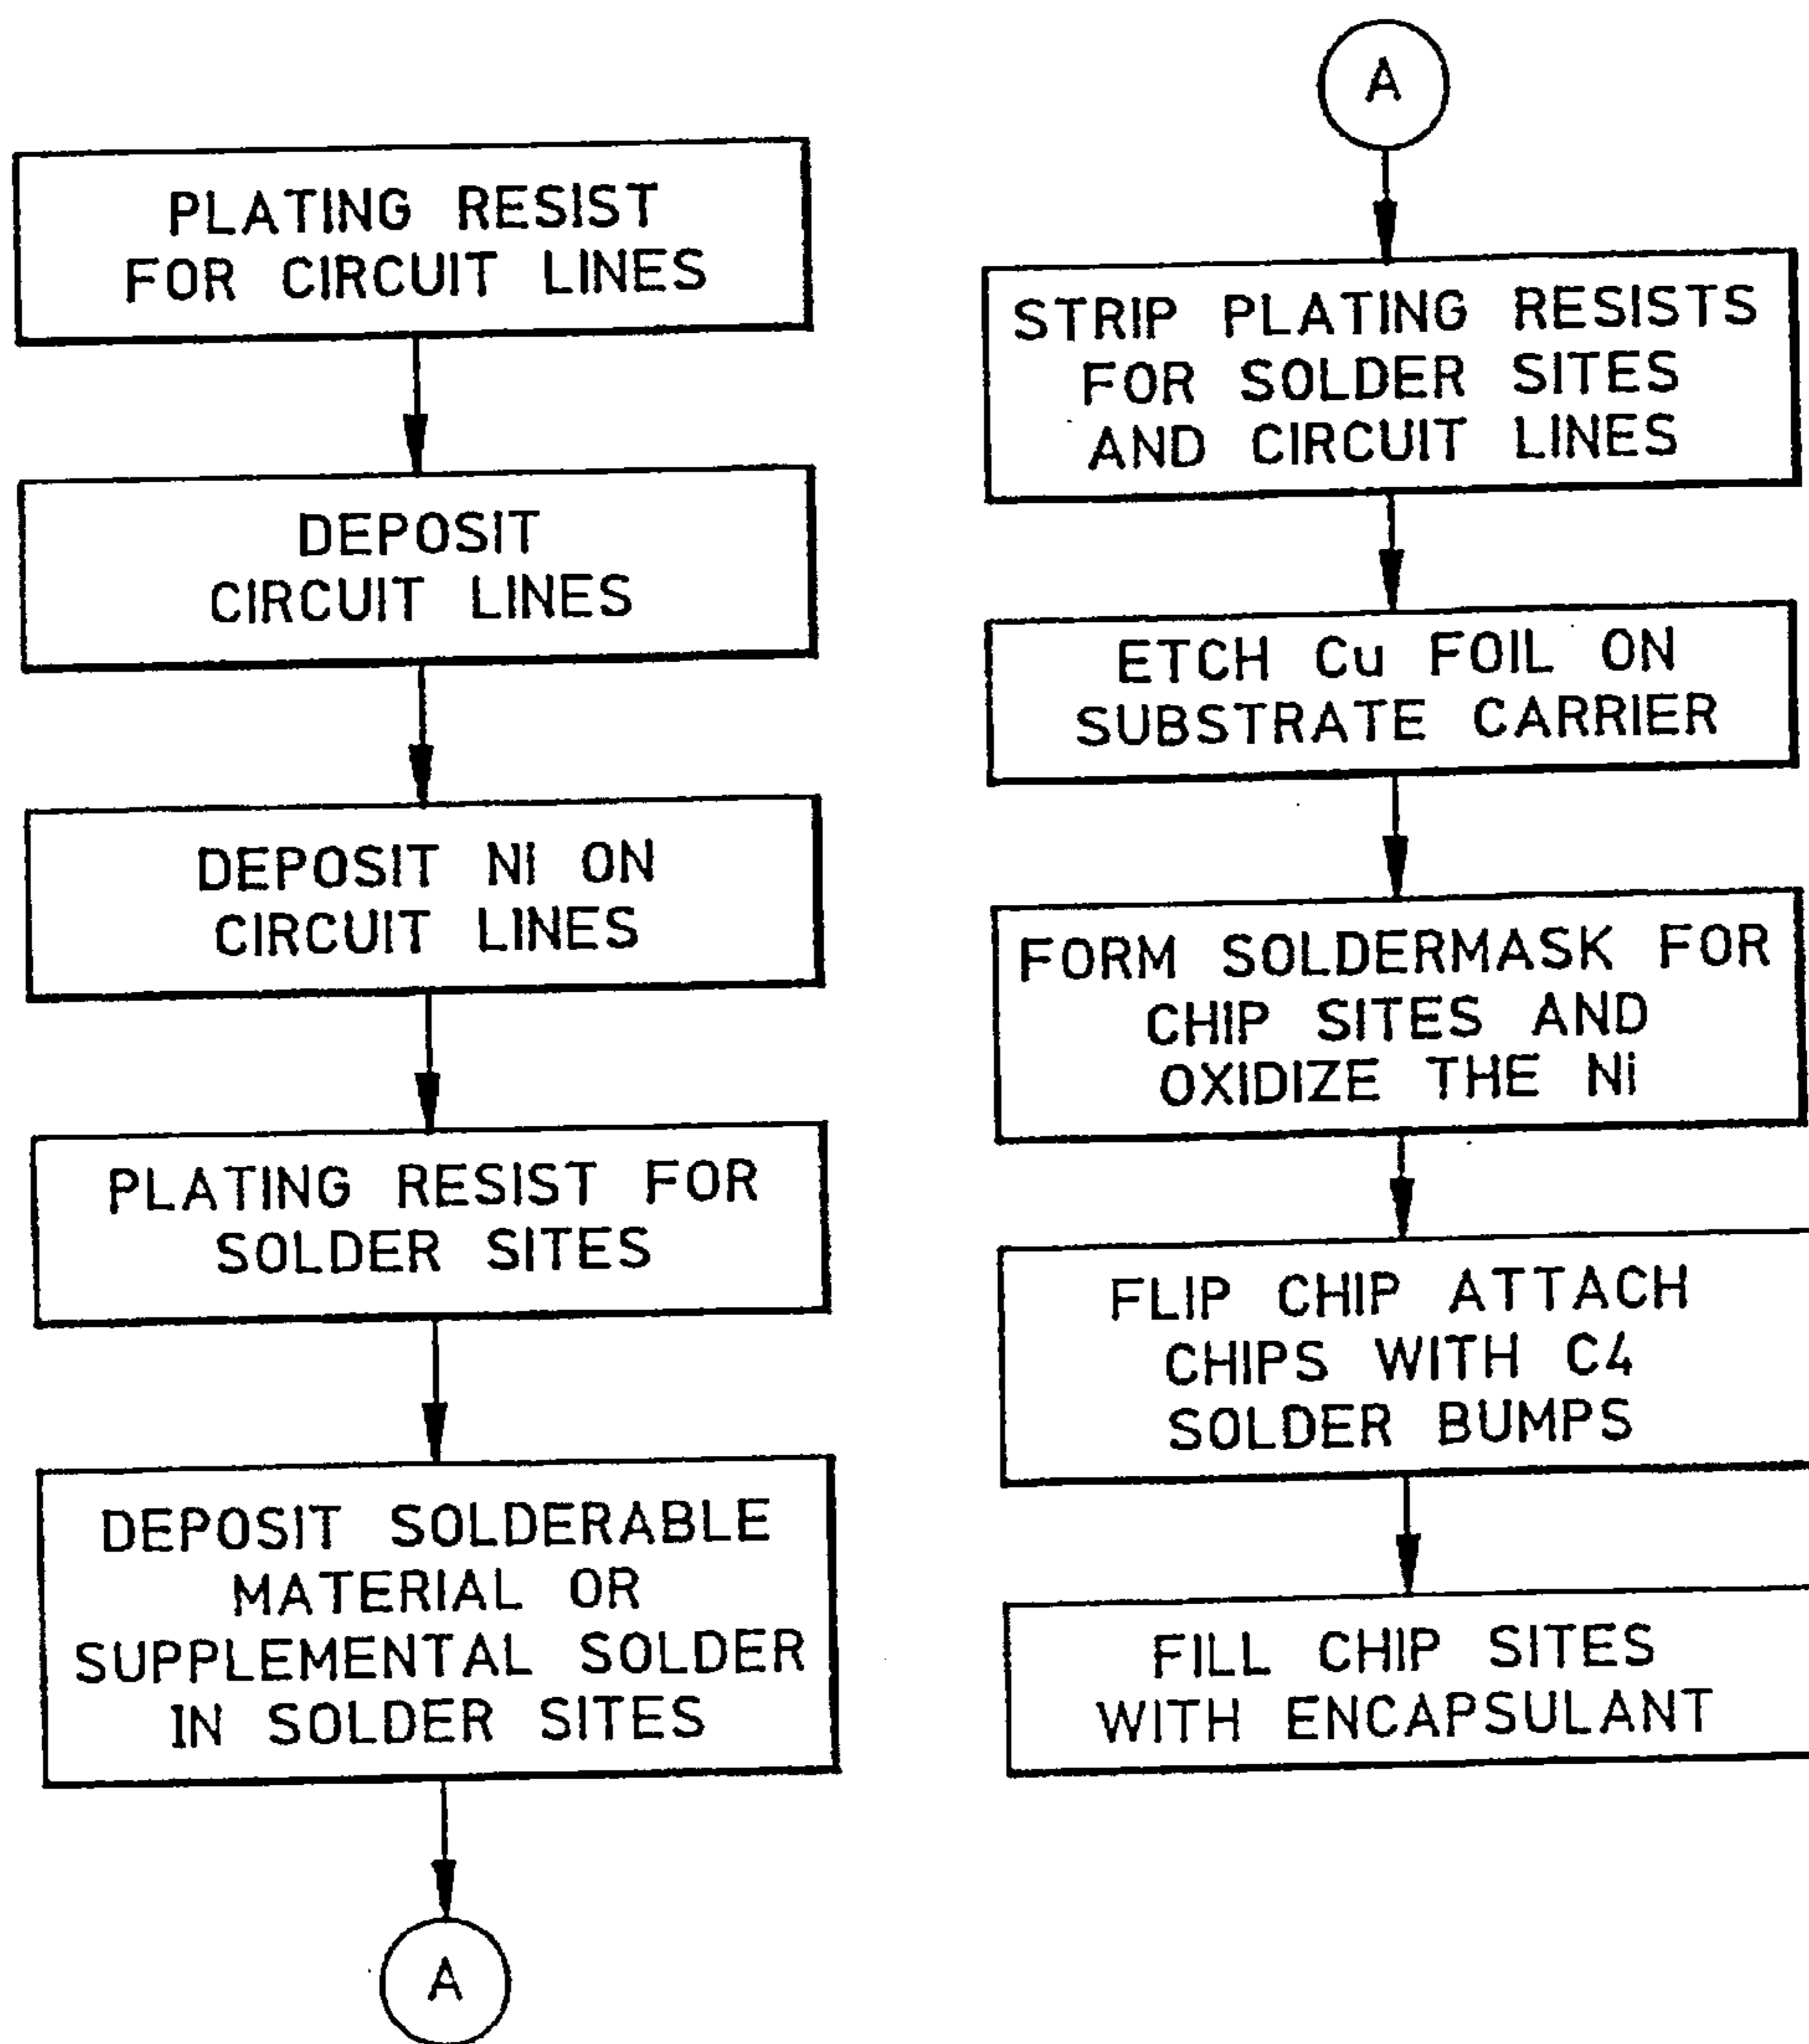 PLATING RESIST
FOR CIRCUIT LINES
DEPOSIT
CIRCUIT LINES
DEPOSIT Ni ON
CIRCUIT LINES
PLATING RESIST FOR
SOLDER SITES
DEPOSIT SOLDERABLE
MATERIAL OR
SUPPLEMENTAL SOLDER
IN SOLDER SITES
A
A
STRIP PLATING RESISTS
FOR SOLDER SITES
AND CIRCUIT LINES
ETCH Cu FOIL ON
SUBSTRATE CARRIER
FORM SOLDERMASK FOR
CHIP SITES AND
OXIDIZE THE Ni
FLIP CHIP ATTACH
CHIPS WITH C4
SOLDER BUMPS
FILL CHIP SITES
WITH ENCAPSULANT